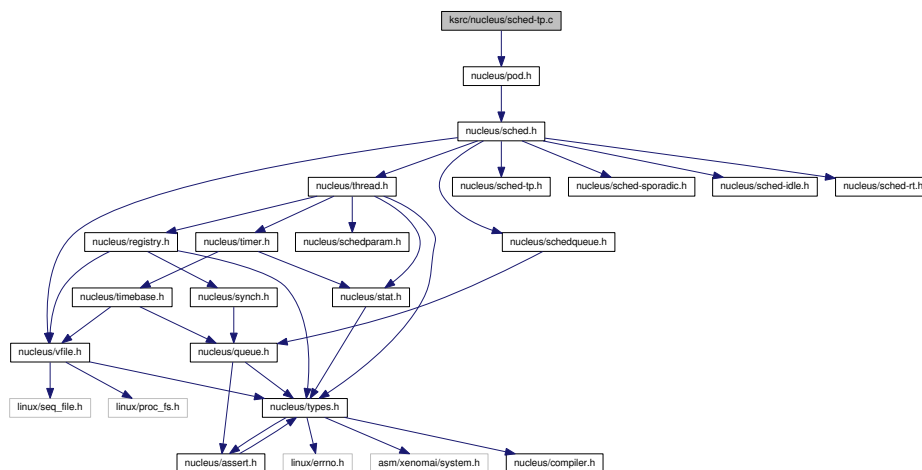 ksrc/nucleus/sched-tp.c
nucleus/pod.h
nucleus/sched.h
nucleus/thread.h
nucleus/sched-tp.h
nucleus/sched-sporadic.h
nucleus/sched-idle.h
nucleus/sched-rt.h
nucleus/registry.h
nucleus/timer.h
nucleus/schedparam.h
nucleus/schedqueue.h
nucleus/timebase.h
nucleus/synch.h
nucleus/stat.h
nucleus/vfile.h
nucleus/queue.h
linux/seq_file.h
linux/proc_fs.h
nucleus/types.h
nucleus/assert.h
linux/errno.h
asm/xenomai/system.h
nucleus/compiler.h